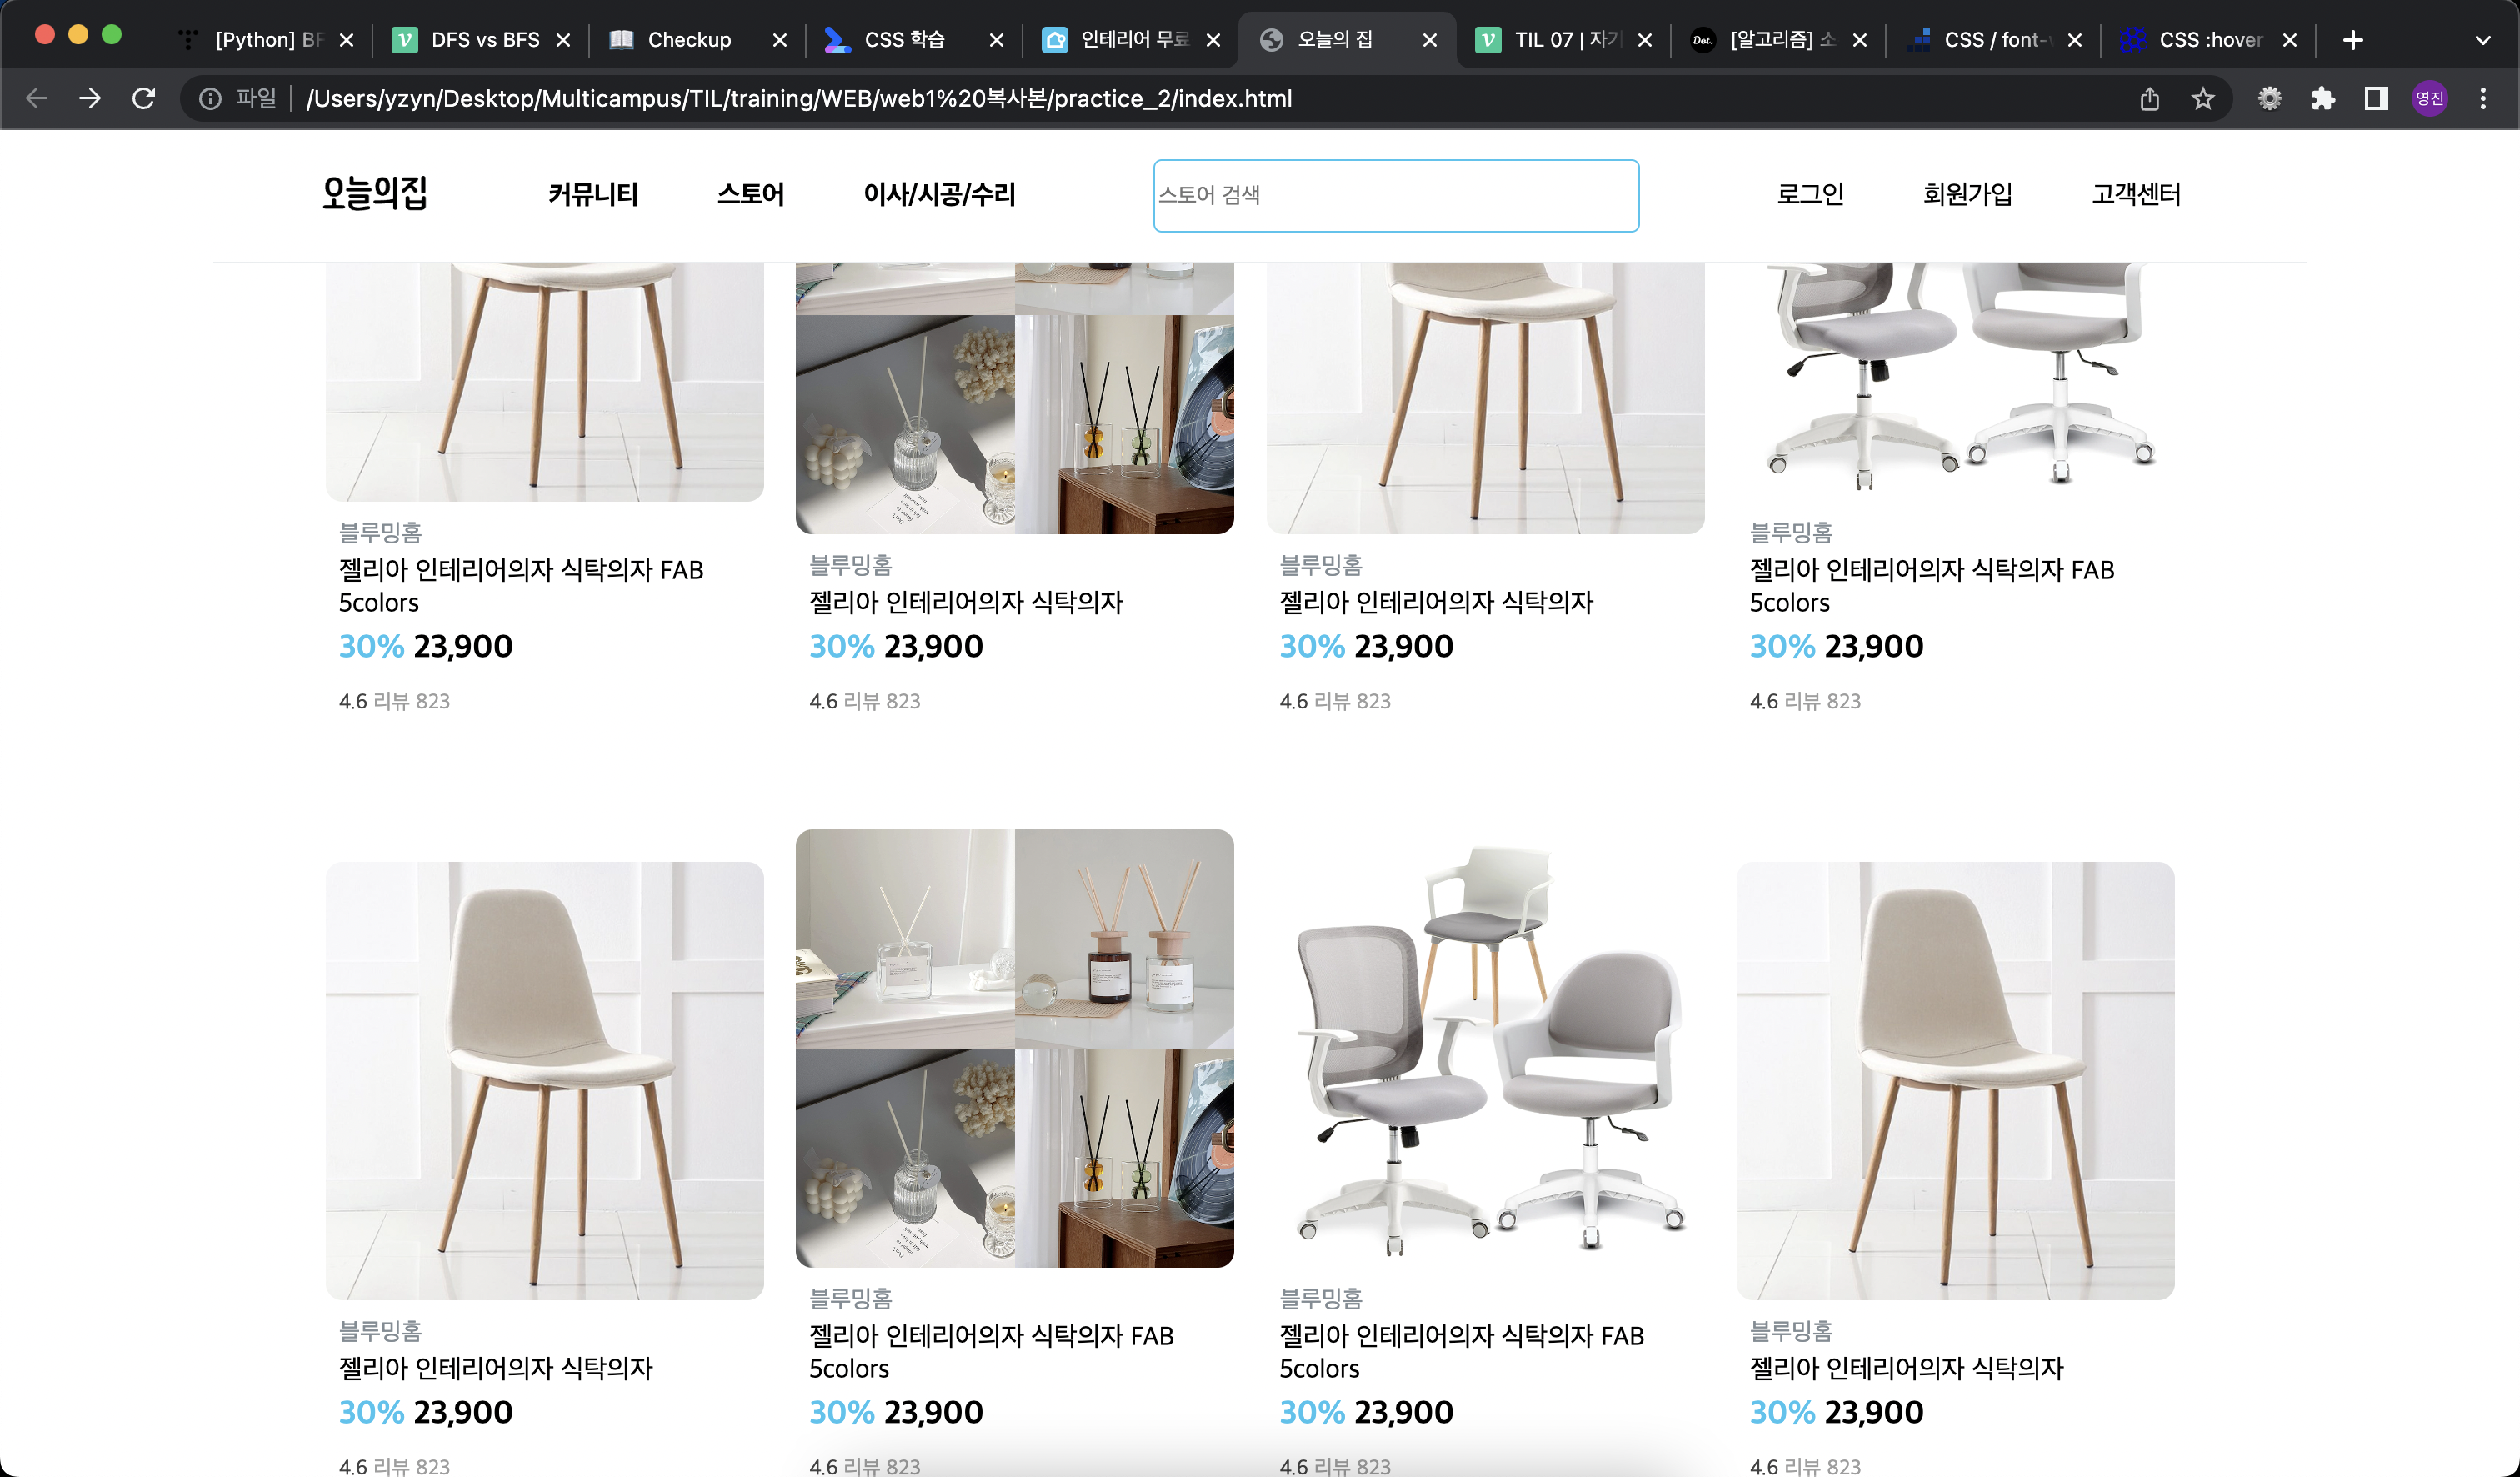 [Python] BF
DFS vs BFS
Checkup
CSS 학습
인테리어 무료
오늘의 집
TIL 07 | 자기
Dot.
[알고리즘] 소
CSS / font-
CSS :hover
파일
/Users/yzyn/Desktop/Multicampus/TIL/training/WEB/web1%20복사본/practice_2/index.html
영진
오늘의집
커뮤니티
스토어
이사/시공/수리
스토어 검색
로그인
회원가입
고객센터
블루밍홈
젤리아 인테리어의자 식탁의자 FAB
5colors
30% 23,900
4.6 리뷰 823
블루밍홈
젤리아 인테리어의자 식탁의자
30% 23,900
4.6 리뷰 823
블루밍홈
젤리아 인테리어의자 식탁의자
30% 23,900
4.6 리뷰 823
블루밍홈
젤리아 인테리어의자 식탁의자 FAB
5colors
30% 23,900
4.6 리뷰 823
블루밍홈
젤리아 인테리어의자 식탁의자
30% 23,900
4.6 리뷰 823
블루밍홈
젤리아 인테리어의자 식탁의자 FAB
5colors
30% 23,900
4.6 리뷰 823
블루밍홈
젤리아 인테리어의자 식탁의자 FAB
5colors
30% 23,900
4.6 리뷰 823
블루밍홈
젤리아 인테리어의자 식탁의자
30% 23,900
4.6 리뷰 823